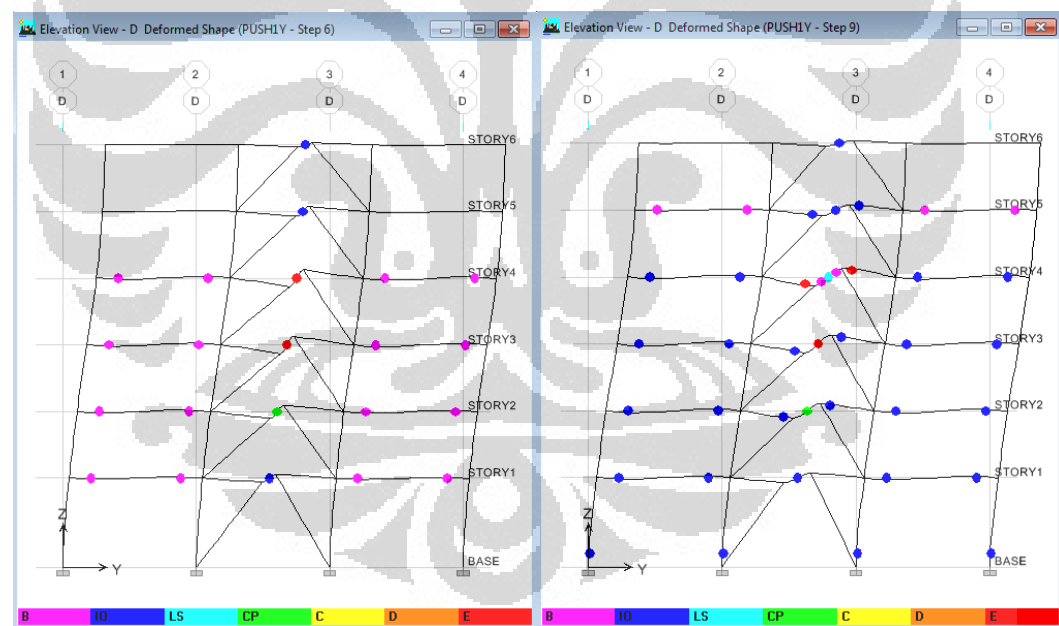 Elevation View - D Deformed Shape (PUSH1Y - Step 6)
1
2
3
4
D
D
D
D
STORY6
STORY5
STORY4
STORY3
STORY2
STORY1
Z
Y
BASE
B
IO
LS
CP
C
D
E
Elevation View - D Deformed Shape (PUSH1Y - Step 9)
1
2
3
4
D
D
D
D
STORY6
STORY5
STORY4
STORY3
STORY2
STORY1
Z
Y
BASE
B
IO
LS
CP
C
D
E